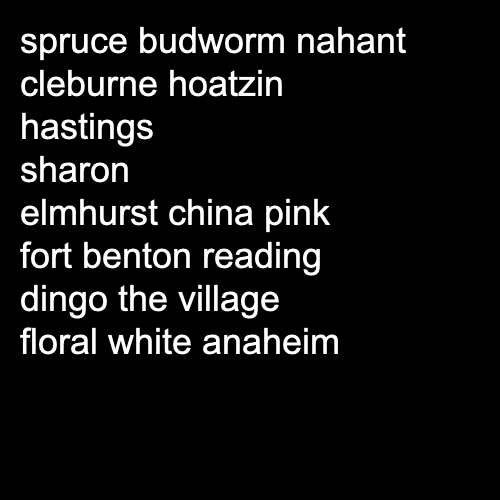 spruce budworm nahant
cleburne hoatzin
hastings
sharon
elmhurst china pink
fort benton reading
dingo the village
floral white anaheim